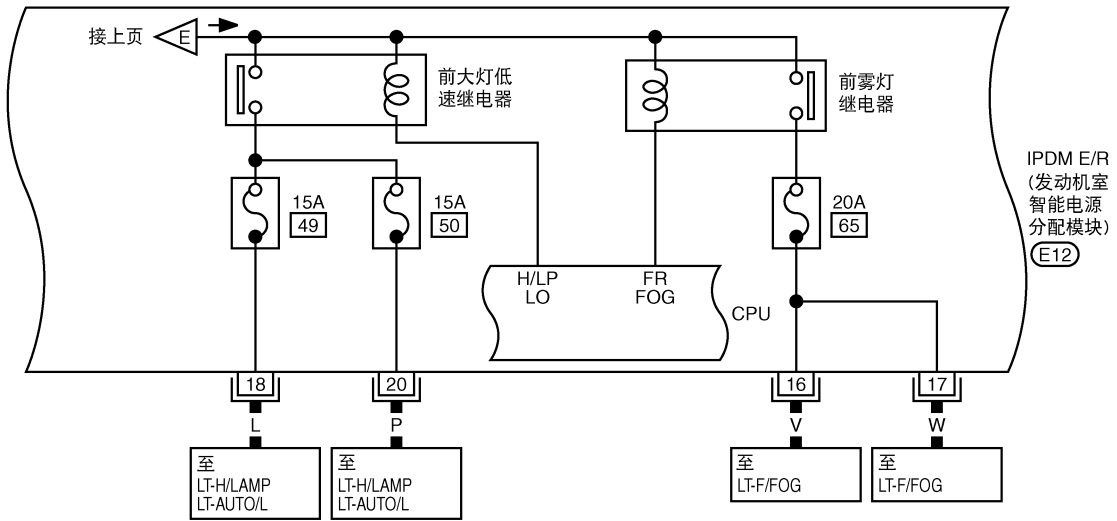 接上页 E
前大灯低
速继电器
前雾灯
继电器
IPDM E/R
(发动机室
智能电源
分配模块)
E12
15A
49
15A
50
20A
65
H/LP
LO
FR
FOG
CPU
18
20
16
17
L
P
V
W
至
LT-H/LAMP
LT-AUTO/L
至
LT-H/LAMP
LT-AUTO/L
至
LT-F/FOG
至
LT-F/FOG